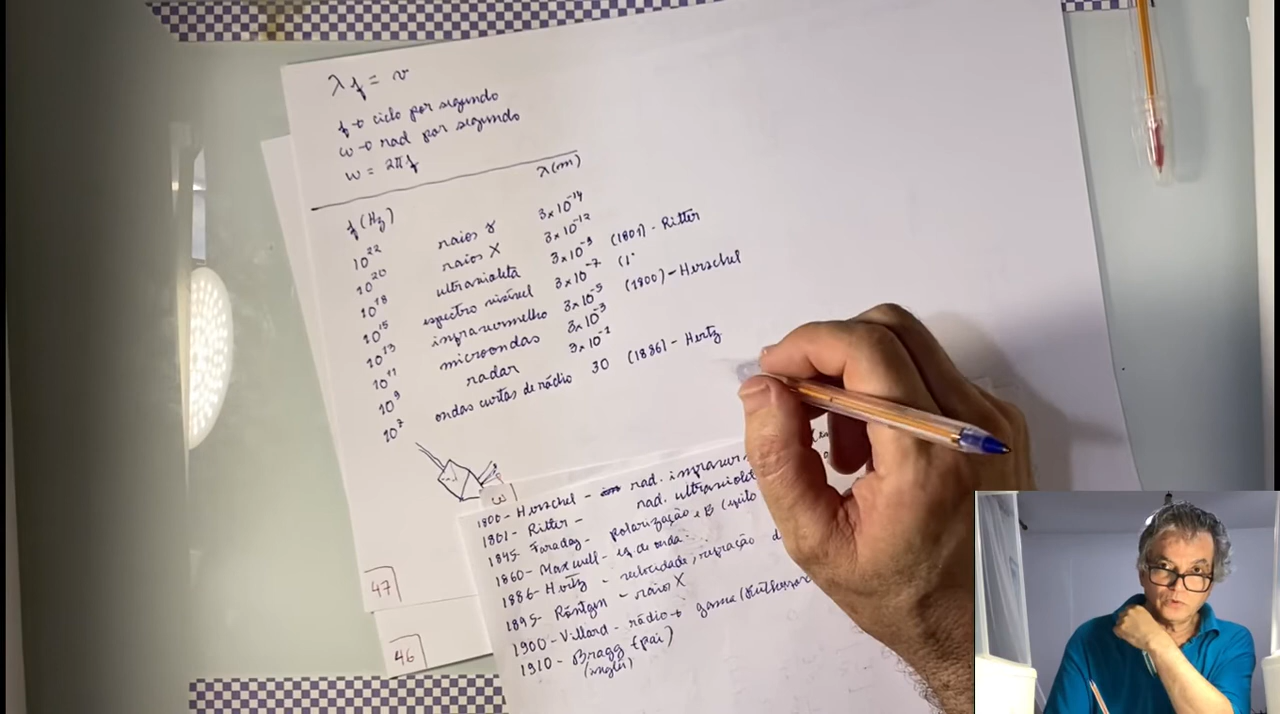 λ f = v
f → ciclo por segundo
ω → rad por segundo
ω = 2πf
f (Hz) λ (m)
10²² raios γ 3×10⁻¹⁴
10²⁰ raios X 3×10⁻¹²
10¹⁸ ultravioleta 3×10⁻⁹ (1801) - Ritter
10¹⁵ espectro visível 3×10⁻⁷ (1
10¹³ infravermelho 3×10⁻⁵ (1800) - Herschel
10¹¹ microondas 3×10⁻³
10⁹ radar 3×10⁻¹
10⁷ ondas curtas de rádio 30 (1886) - Hertz
47
46
ω
1800 - Herschel - rad. infraver
1801 - Ritter - rad. ultraviolet
1845 - Faraday - polarização e B
1860 - Maxwell - eq. de onda
1886 - Hertz - velocidade, refração d
1895 - Röntgen - raios X
1900 - Villard - rádio → gama
1910 - Bragg (pai)
(inglês)